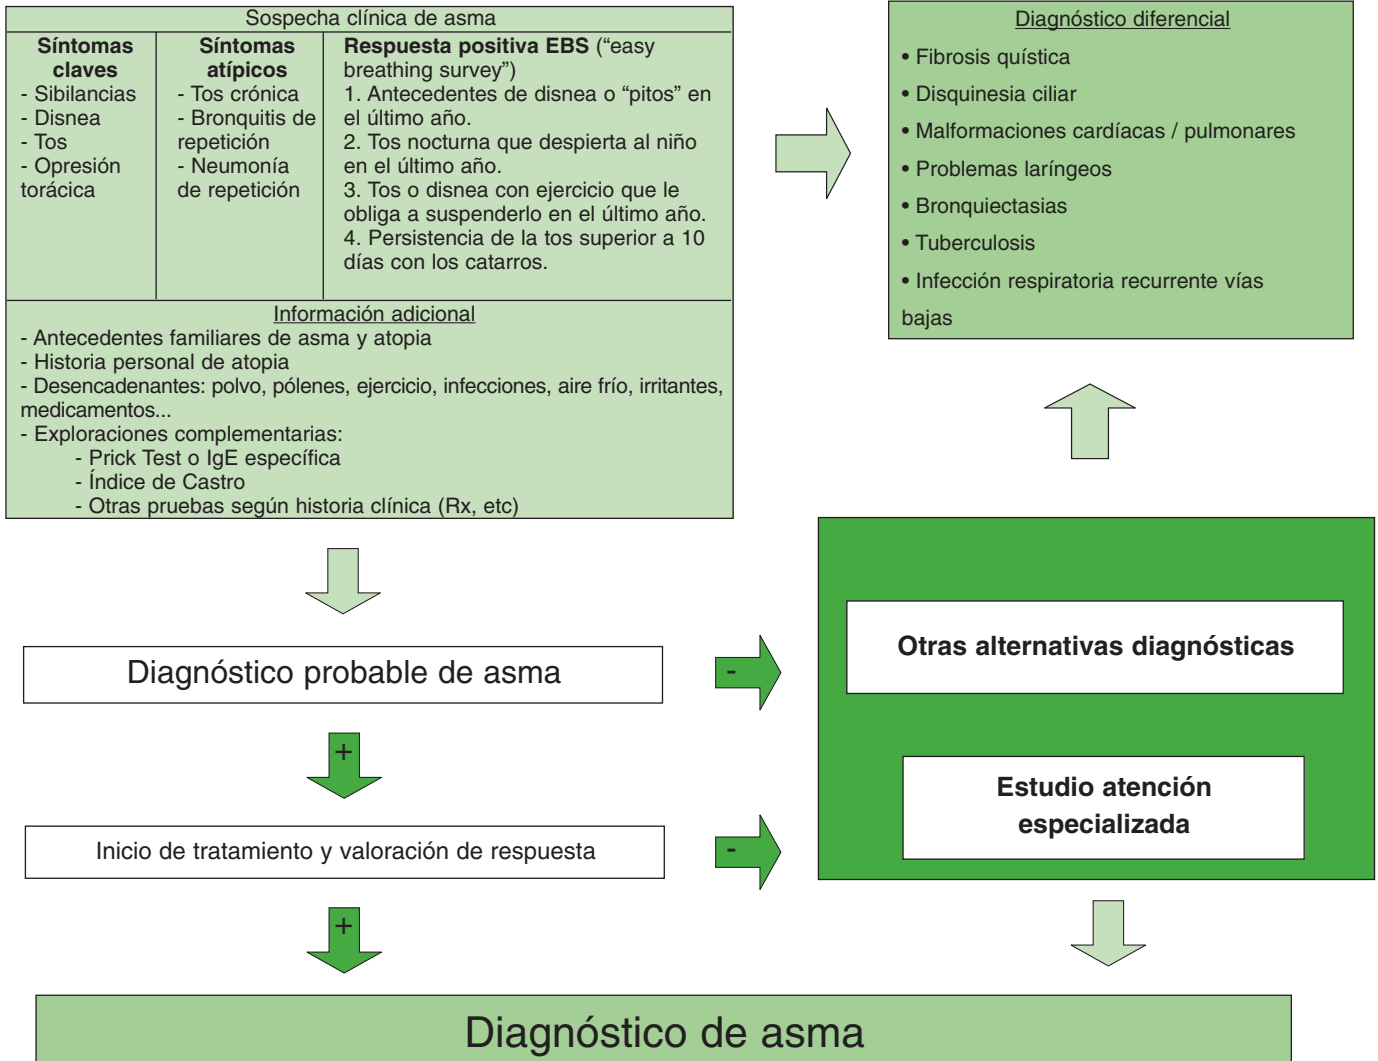 Sospecha clínica de asma
Síntomas
claves
- Sibilancias
- Disnea
- Tos
- Opresión
torácica
Síntomas
atípicos
- Tos crónica
- Bronquitis de
repetición
- Neumonía
de repetición
Respuesta positiva EBS (“easy
breathing survey”)
1. Antecedentes de disnea o “pitos” en
el último año.
2. Tos nocturna que despierta al niño
en el último año.
3. Tos o disnea con ejercicio que le
obliga a suspenderlo en el último año.
4. Persistencia de la tos superior a 10
días con los catarros.
Información adicional
- Antecedentes familiares de asma y atopia
- Historia personal de atopia
- Desencadenantes: polvo, pólenes, ejercicio, infecciones, aire frío, irritantes,
medicamentos...
- Exploraciones complementarias:
- Prick Test o IgE específica
- Índice de Castro
- Otras pruebas según historia clínica (Rx, etc)
Diagnóstico diferencial
• Fibrosis quística
• Disquinesia ciliar
• Malformaciones cardíacas / pulmonares
• Problemas laríngeos
• Bronquiectasias
• Tuberculosis
• Infección respiratoria recurrente vías
bajas
Diagnóstico probable de asma
-
Otras alternativas diagnósticas
+
Estudio atención
especializada
Inicio de tratamiento y valoración de respuesta
-
+
Diagnóstico de asma